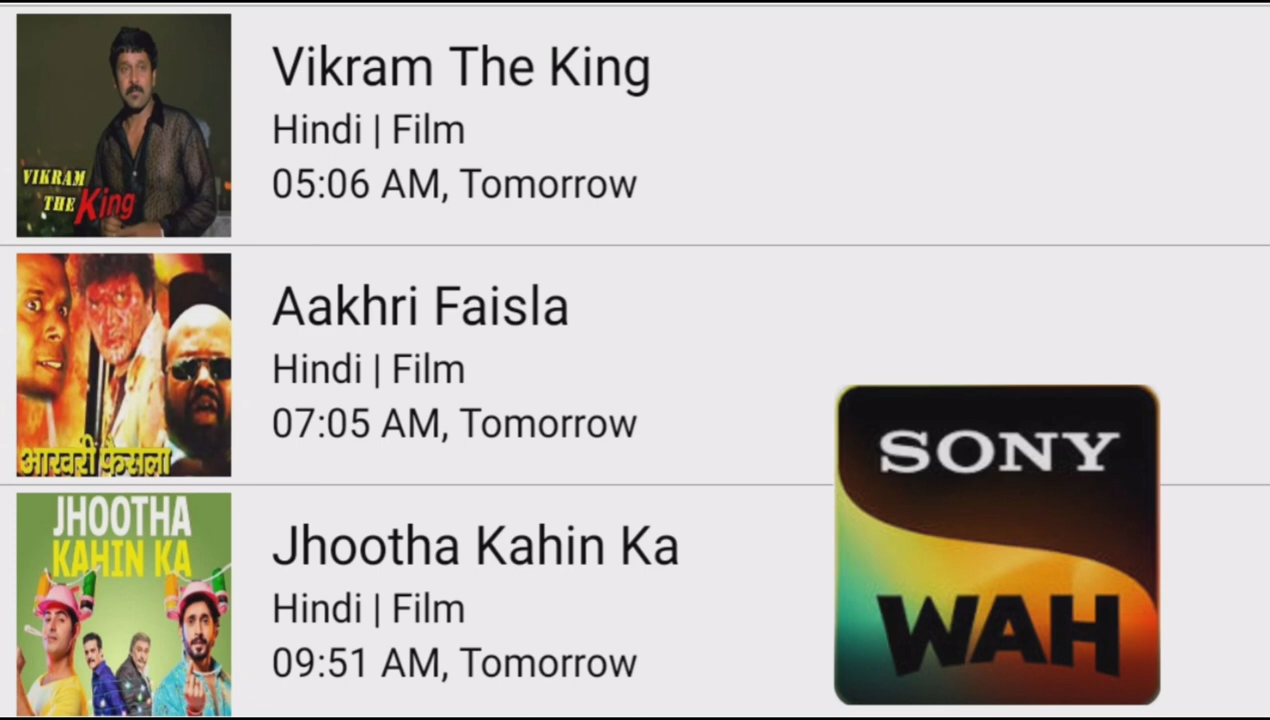 VIKRAM
THE King
Vikram The King
Hindi | Film
05:06 AM, Tomorrow
आखरी फैसला
Aakhri Faisla
Hindi | Film
07:05 AM, Tomorrow
JHOOTHA
KAHIN KA
Jhootha Kahin Ka
Hindi | Film
09:51 AM, Tomorrow
SONY
WAH